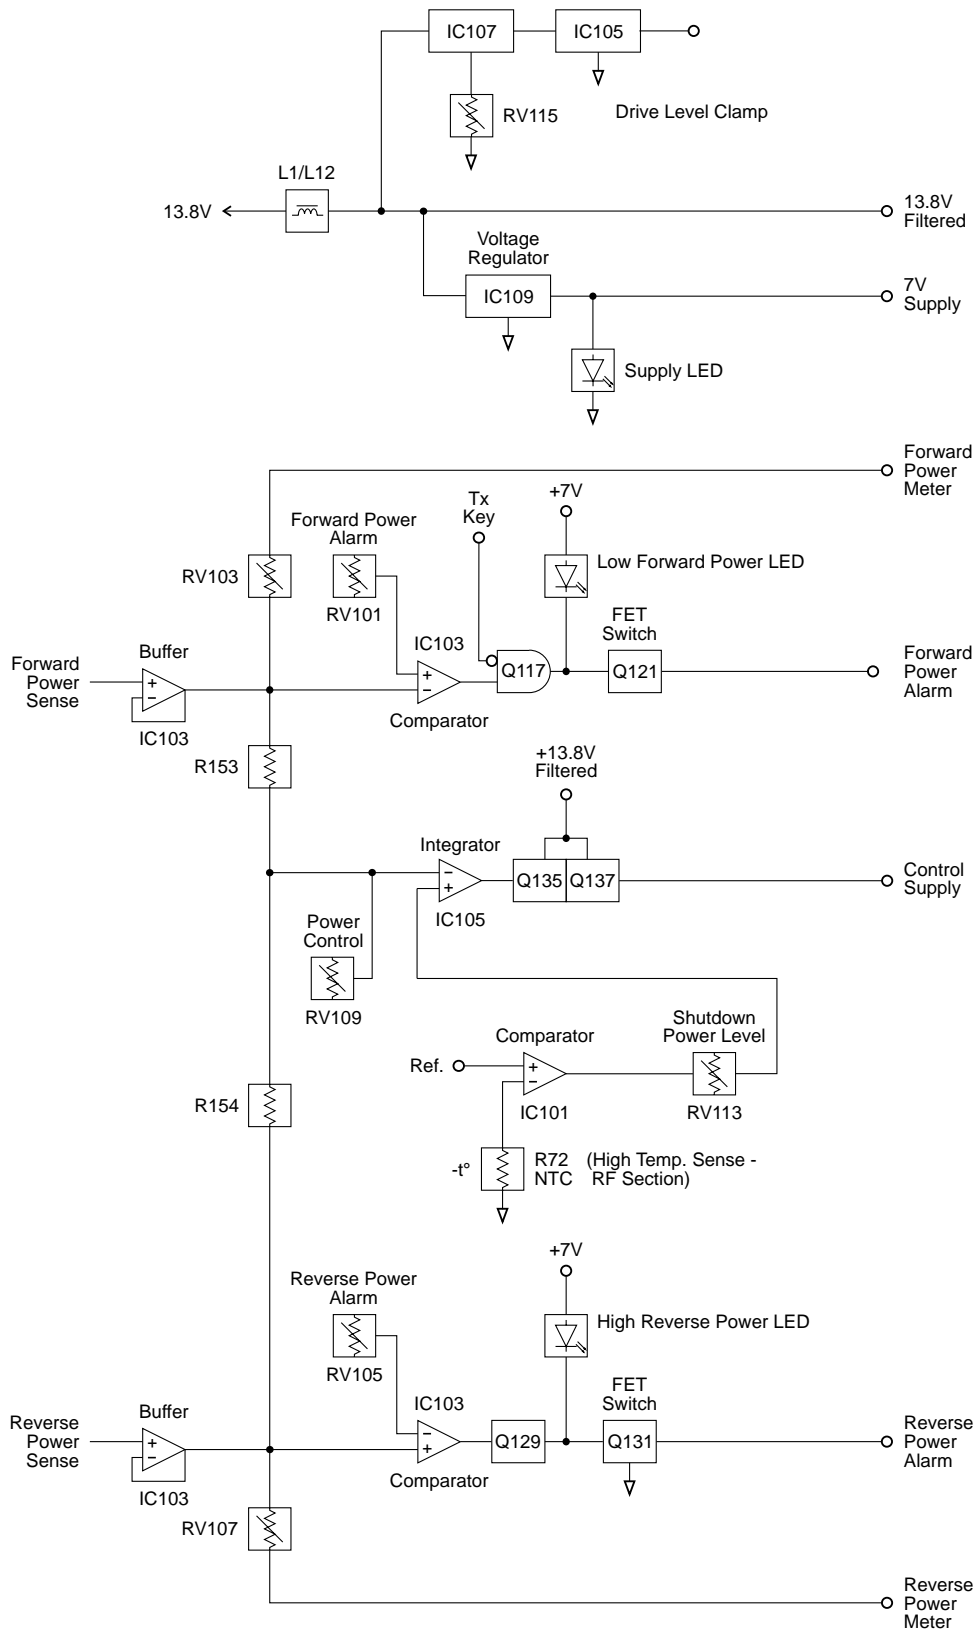 IC107
IC105
RV115
Drive Level Clamp
L1/L12
13.8V
13.8V
Filtered
Voltage
Regulator
IC109
7V
Supply
Supply LED
Forward
Power
Meter
Tx
Key
+7V
Forward Power
Alarm
RV103
RV101
Low Forward Power LED
FET
Switch
IC103
Buffer
Forward
Power
Sense
+
−
IC103
+
−
Comparator
Q117
Q121
Forward
Power
Alarm
R153
+13.8V
Filtered
Integrator
−
+
IC105
Q135
Q137
Control
Supply
Power
Control
RV109
Shutdown
Power Level
Comparator
Ref.
+
−
IC101
RV113
R154
-t°
R72
NTC
(High Temp. Sense -
RF Section)
+7V
Reverse Power
Alarm
RV105
High Reverse Power LED
FET
Switch
IC103
Buffer
Reverse
Power
Sense
+
−
IC103
−
+
Comparator
Q129
Q131
Reverse
Power
Alarm
RV107
Reverse
Power
Meter